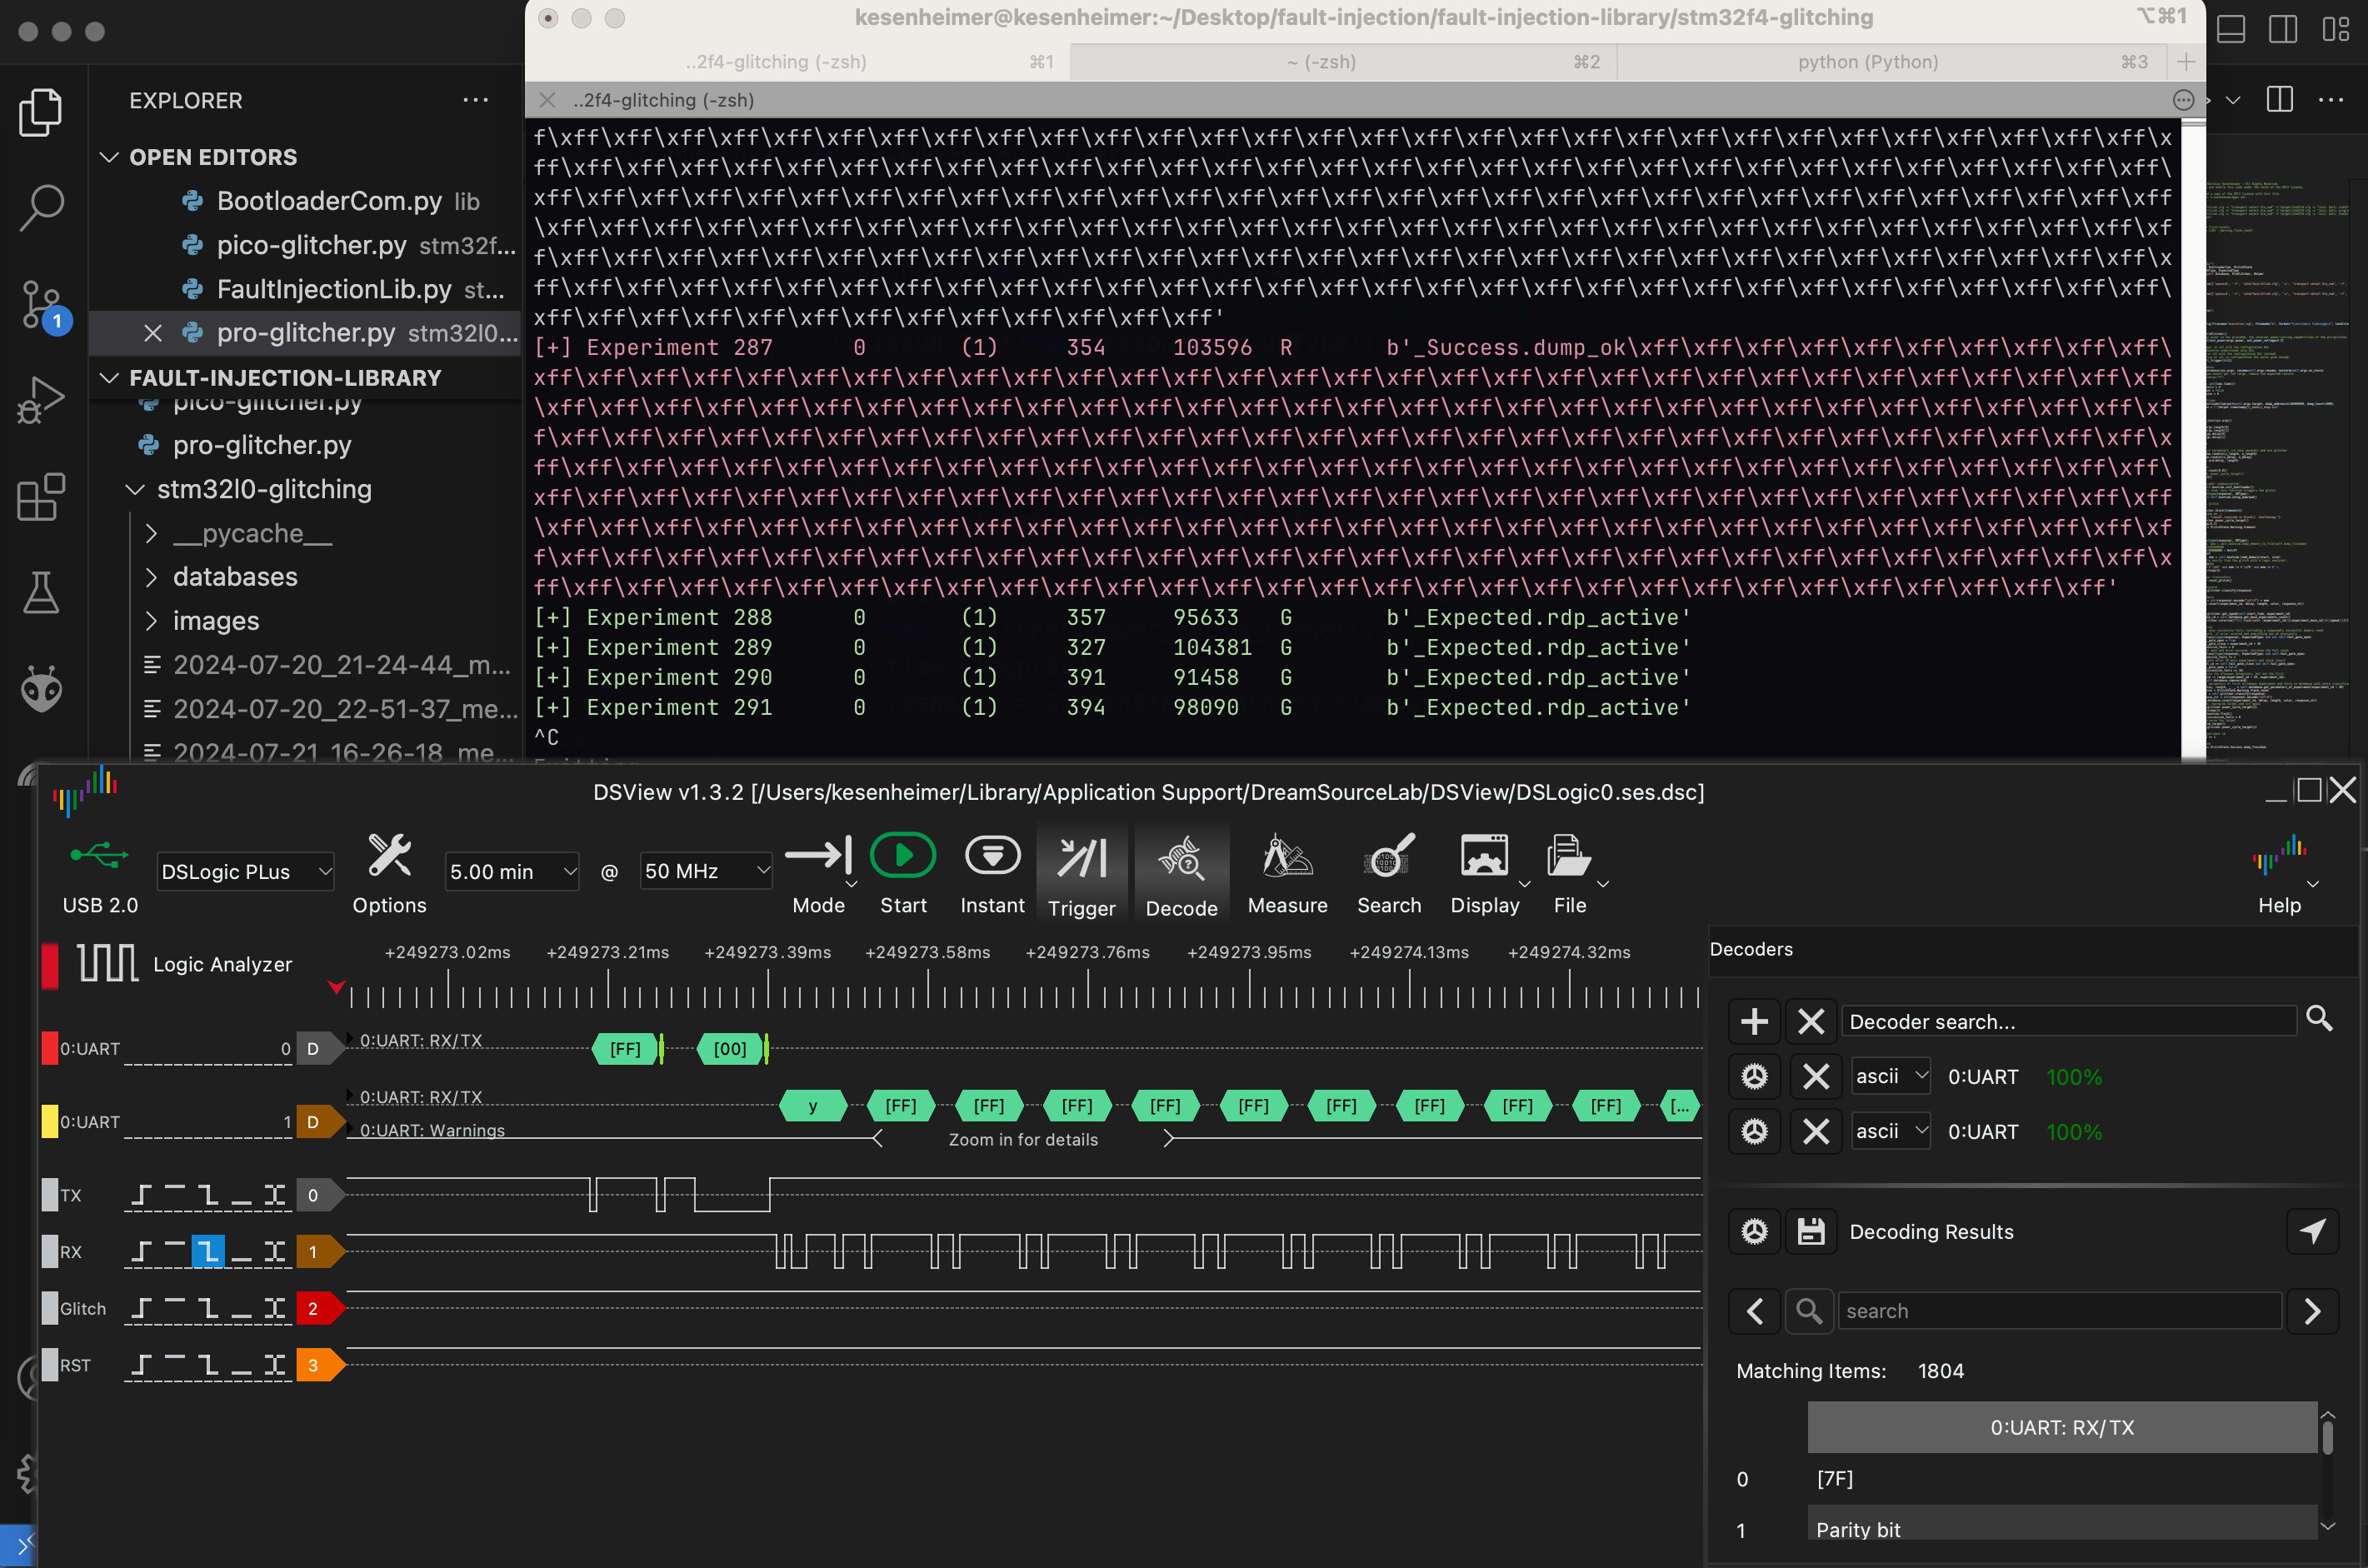 kesenheimer@kesenheimer:~/Desktop/fault-injection/fault-injection-library/stm32f4-glitching
⌥⌘1
..2f4-glitching (-zsh) ⌘1
~ (-zsh) ⌘2
python (Python) ⌘3
..2f4-glitching (-zsh)
EXPLORER
OPEN EDITORS
BootloaderCom.py lib
pico-glitcher.py stm32f...
FaultInjectionLib.py st...
pro-glitcher.py stm32l0...
1
FAULT-INJECTION-LIBRARY
pico-glitcher.py
pro-glitcher.py
stm32l0-glitching
__pycache__
databases
images
2024-07-20_21-24-44_m...
2024-07-20_22-51-37_me...
2024-07-21_16-26-18_me...
f\xff\xff\xff\xff\xff\xff\xff\xff\xff\xff\xff\xff\xff\xff\xff\xff\xff\xff\xff\xff\xff\xff\xff\xff\xff\xff\xff\xff\xff\xff\x
ff\xff\xff\xff\xff\xff\xff\xff\xff\xff\xff\xff\xff\xff\xff\xff\xff\xff\xff\xff\xff\xff\xff\xff\xff\xff\xff\xff\xff\xff\xff\
xff\xff\xff\xff\xff\xff\xff\xff\xff\xff\xff\xff\xff\xff\xff\xff\xff\xff\xff\xff\xff\xff\xff\xff\xff\xff\xff\xff\xff\xff\xff
\xff\xff\xff\xff\xff\xff\xff\xff\xff\xff\xff\xff\xff\xff\xff\xff\xff\xff\xff\xff\xff\xff\xff\xff\xff\xff\xff\xff\xff\xff\xf
f\xff\xff\xff\xff\xff\xff\xff\xff\xff\xff\xff\xff\xff\xff\xff\xff\xff\xff\xff\xff\xff\xff\xff\xff\xff\xff\xff\xff\xff\xff\x
ff\xff\xff\xff\xff\xff\xff\xff\xff\xff\xff\xff\xff\xff\xff\xff\xff\xff\xff\xff\xff\xff\xff\xff\xff\xff\xff\xff\xff\xff\xff\
xff\xff\xff\xff\xff\xff\xff\xff\xff\xff\xff\xff\xff'
[+] Experiment 287 0 (1) 354 103596 R b'_Success.dump_ok\xff\xff\xff\xff\xff\xff\xff\xff\xff\xff\
xff\xff\xff\xff\xff\xff\xff\xff\xff\xff\xff\xff\xff\xff\xff\xff\xff\xff\xff\xff\xff\xff\xff\xff\xff\xff\xff\xff\xff\xff\xff
\xff\xff\xff\xff\xff\xff\xff\xff\xff\xff\xff\xff\xff\xff\xff\xff\xff\xff\xff\xff\xff\xff\xff\xff\xff\xff\xff\xff\xff\xff\xf
f\xff\xff\xff\xff\xff\xff\xff\xff\xff\xff\xff\xff\xff\xff\xff\xff\xff\xff\xff\xff\xff\xff\xff\xff\xff\xff\xff\xff\xff\xff\x
ff\xff\xff\xff\xff\xff\xff\xff\xff\xff\xff\xff\xff\xff\xff\xff\xff\xff\xff\xff\xff\xff\xff\xff\xff\xff\xff\xff\xff\xff\xff\
xff\xff\xff\xff\xff\xff\xff\xff\xff\xff\xff\xff\xff\xff\xff\xff\xff\xff\xff\xff\xff\xff\xff\xff\xff\xff\xff\xff\xff\xff\xff
\xff\xff\xff\xff\xff\xff\xff\xff\xff\xff\xff\xff\xff\xff\xff\xff\xff\xff\xff\xff\xff\xff\xff\xff\xff\xff\xff\xff\xff\xff\xf
f\xff\xff\xff\xff\xff\xff\xff\xff\xff\xff\xff\xff\xff\xff\xff\xff\xff\xff\xff\xff\xff\xff\xff\xff\xff\xff\xff\xff\xff\xff\x
ff\xff\xff\xff\xff\xff\xff\xff\xff\xff\xff\xff\xff\xff\xff\xff\xff\xff\xff\xff\xff\xff\xff\xff\xff\xff\xff\xff\xff\xff'
[+] Experiment 288 0 (1) 357 95633 G b'_Expected.rdp_active'
[+] Experiment 289 0 (1) 327 104381 G b'_Expected.rdp_active'
[+] Experiment 290 0 (1) 391 91458 G b'_Expected.rdp_active'
[+] Experiment 291 0 (1) 394 98090 G b'_Expected.rdp_active'
^C
DSView v1.3.2 [/Users/kesenheimer/Library/Application Support/DreamSourceLab/DSView/DSLogic0.ses.dsc]
DSLogic PLus 5.00 min @ 50 MHz
USB 2.0 Options Mode Start Instant Trigger Decode Measure Search Display File Help
Logic Analyzer
+249273.02ms +249273.21ms +249273.39ms +249273.58ms +249273.76ms +249273.95ms +249274.13ms +249274.32ms
0:UART 0 D 0:UART: RX/TX [FF] [00]
0:UART 1 D 0:UART: RX/TX y [FF] [FF] [FF] [FF] [FF] [FF] [FF] [FF] [FF] [...
0:UART: Warnings Zoom in for details
TX 0
RX 1
Glitch 2
RST 3
Decoders
Decoder search...
ascii 0:UART 100%
ascii 0:UART 100%
Decoding Results
search
Matching Items: 1804
0:UART: RX/TX
0 [7F]
1 Parity bit